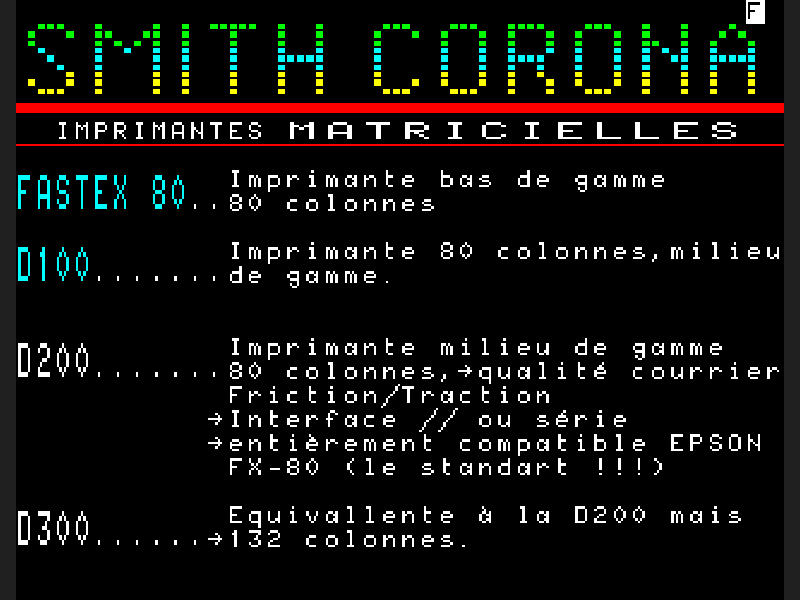 F
SMITH CORONA
IMPRIMANTES MATRICIELLES
FASTEX 80..Imprimante bas de gamme
80 colonnes
D100.......Imprimante 80 colonnes,milieu
de gamme.
D200.......Imprimante milieu de gamme
80 colonnes,→qualité courrier
Friction/Traction
→Interface // ou série
→entièrement compatible EPSON
FX-80 (le standart !!!)
D300......→Equivallente à la D200 mais
132 colonnes.